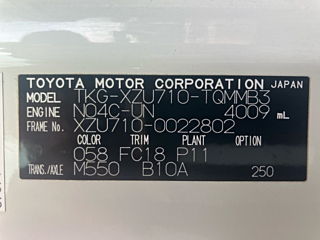 TOYOTA MOTOR CORPORATION JAPAN
MODEL TKG-XZU710-TQMMB3
ENGINE N04C-UN 4009 mL
FRAME No. XZU710-0022802
COLOR TRIM PLANT OPTION
058 FC18 P11
TRANS./AXLE M550 B10A 250